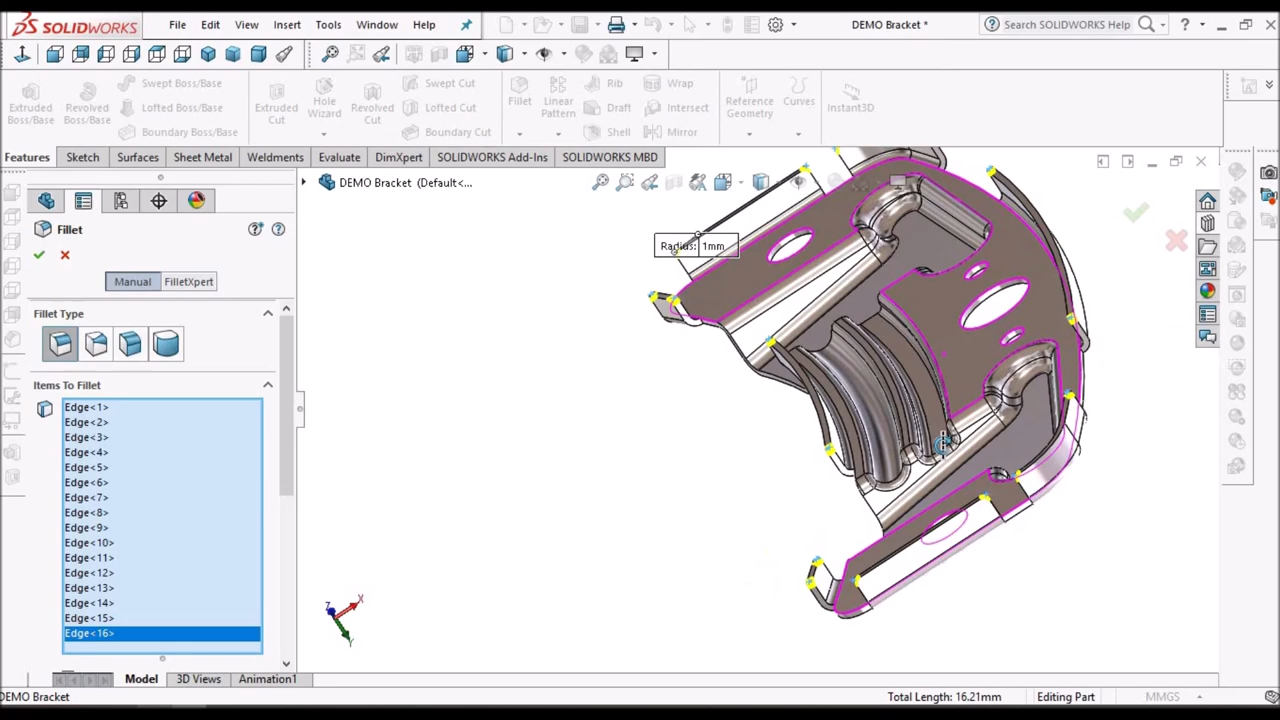 SOLIDWORKS File Edit View Insert Tools Window Help DEMO Bracket * Search SOLIDWORKS Help
Extruded Boss/Base
Revolved Boss/Base
Swept Boss/Base
Lofted Boss/Base
Boundary Boss/Base
Extruded Cut
Hole Wizard
Revolved Cut
Swept Cut
Lofted Cut
Boundary Cut
Fillet
Linear Pattern
Rib
Draft
Shell
Wrap
Intersect
Mirror
Reference Geometry
Curves
Instant3D
Features Sketch Surfaces Sheet Metal Weldments Evaluate DimXpert SOLIDWORKS Add-Ins SOLIDWORKS MBD
DEMO Bracket (Default<...
Fillet
Manual FilletXpert
Fillet Type
Items To Fillet
Edge<1>
Edge<2>
Edge<3>
Edge<4>
Edge<5>
Edge<6>
Edge<7>
Edge<8>
Edge<9>
Edge<10>
Edge<11>
Edge<12>
Edge<13>
Edge<14>
Edge<15>
Edge<16>
Radius: 1mm
Z X
Y
Model 3D Views Animation1
DEMO Bracket Total Length: 16.21mm Editing Part MMGS